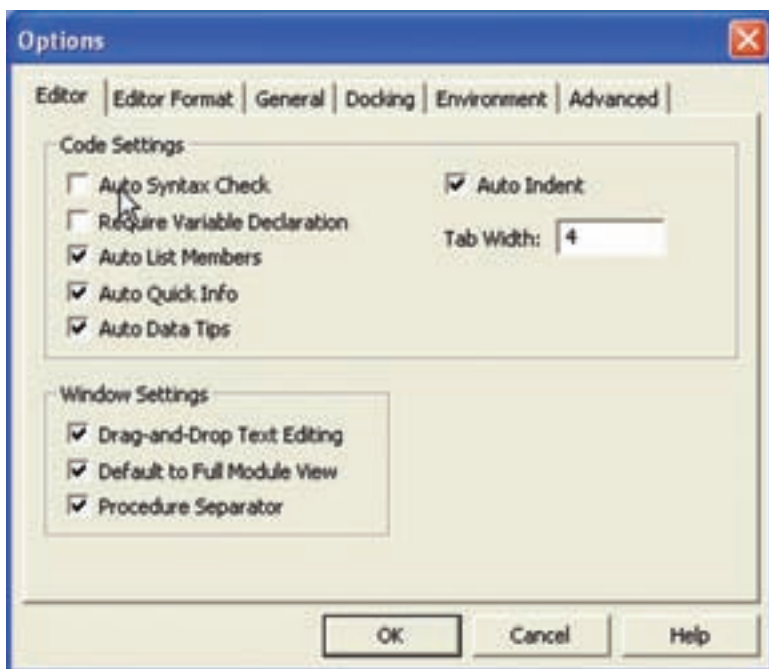 Options
Editor Editor Format General Docking Environment Advanced
Code Settings
Auto Syntax Check
Require Variable Declaration
Auto List Members
Auto Quick Info
Auto Data Tips
Auto Indent
Tab Width: 4
Window Settings
Drag-and-Drop Text Editing
Default to Full Module View
Procedure Separator
OK Cancel Help